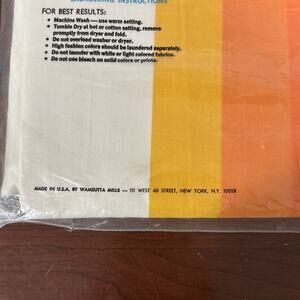 LAUNDERING INSTRUCTIONS
FOR BEST RESULTS:
• Machine Wash — use warm setting.
• Tumble Dry at hot or cotton setting, remove
promptly from dryer and fold.
• Do not overload washer or dryer.
• High fashion colors should be laundered separately.
• Do not launder with white or light colored fabrics.
• Do not use bleach on solid colors or prints.
MADE IN U.S.A. BY WAMSUTTA MILLS — 111 WEST 40 STREET, NEW YORK, N.Y. 10018